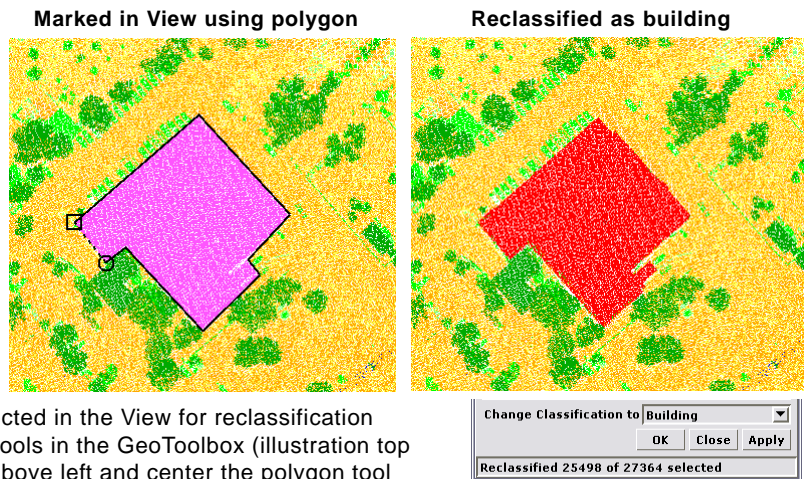 Marked in View using polygon
Reclassified as building
cted in the View for reclassification
ools in the GeoToolbox (illustration top
bove left and center the polygon tool
Change Classification to Building
OK Close Apply
Reclassified 25498 of 27364 selected